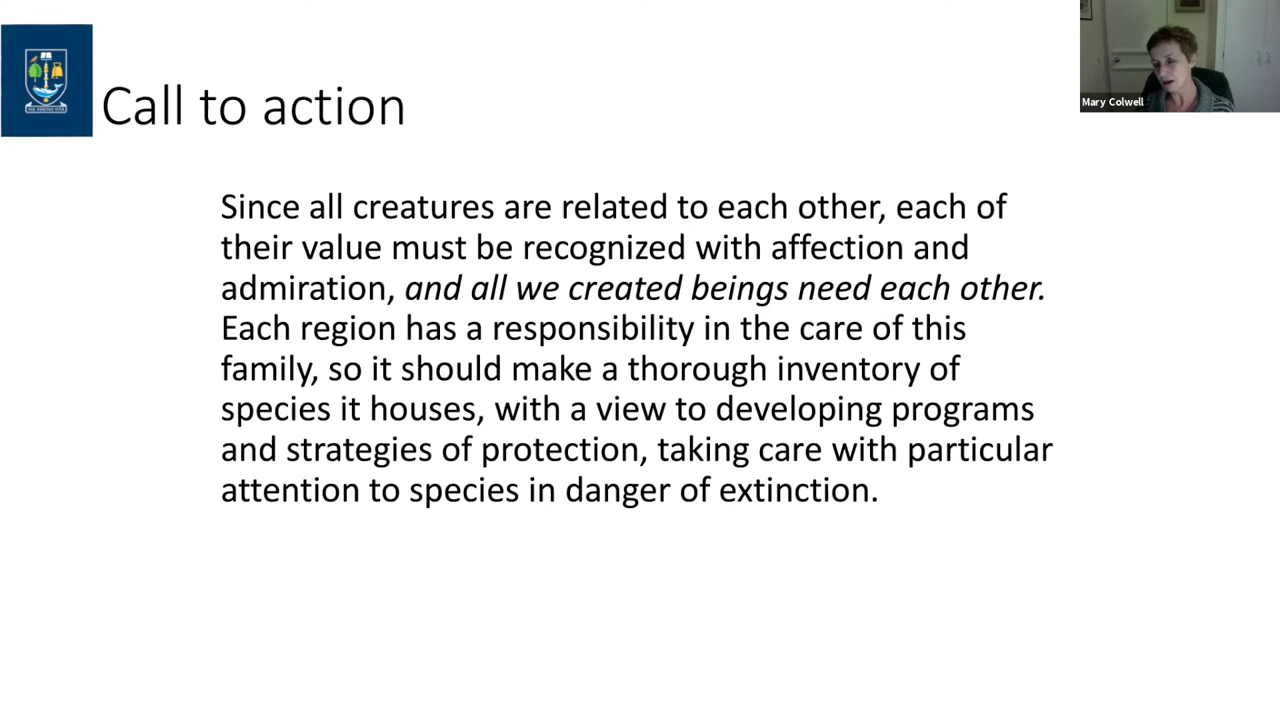 Call to action
Mary Colwell
Since all creatures are related to each other, each of
their value must be recognized with affection and
admiration, and all we created beings need each other.
Each region has a responsibility in the care of this
family, so it should make a thorough inventory of
species it houses, with a view to developing programs
and strategies of protection, taking care with particular
attention to species in danger of extinction.
VIA VERITAS VITA